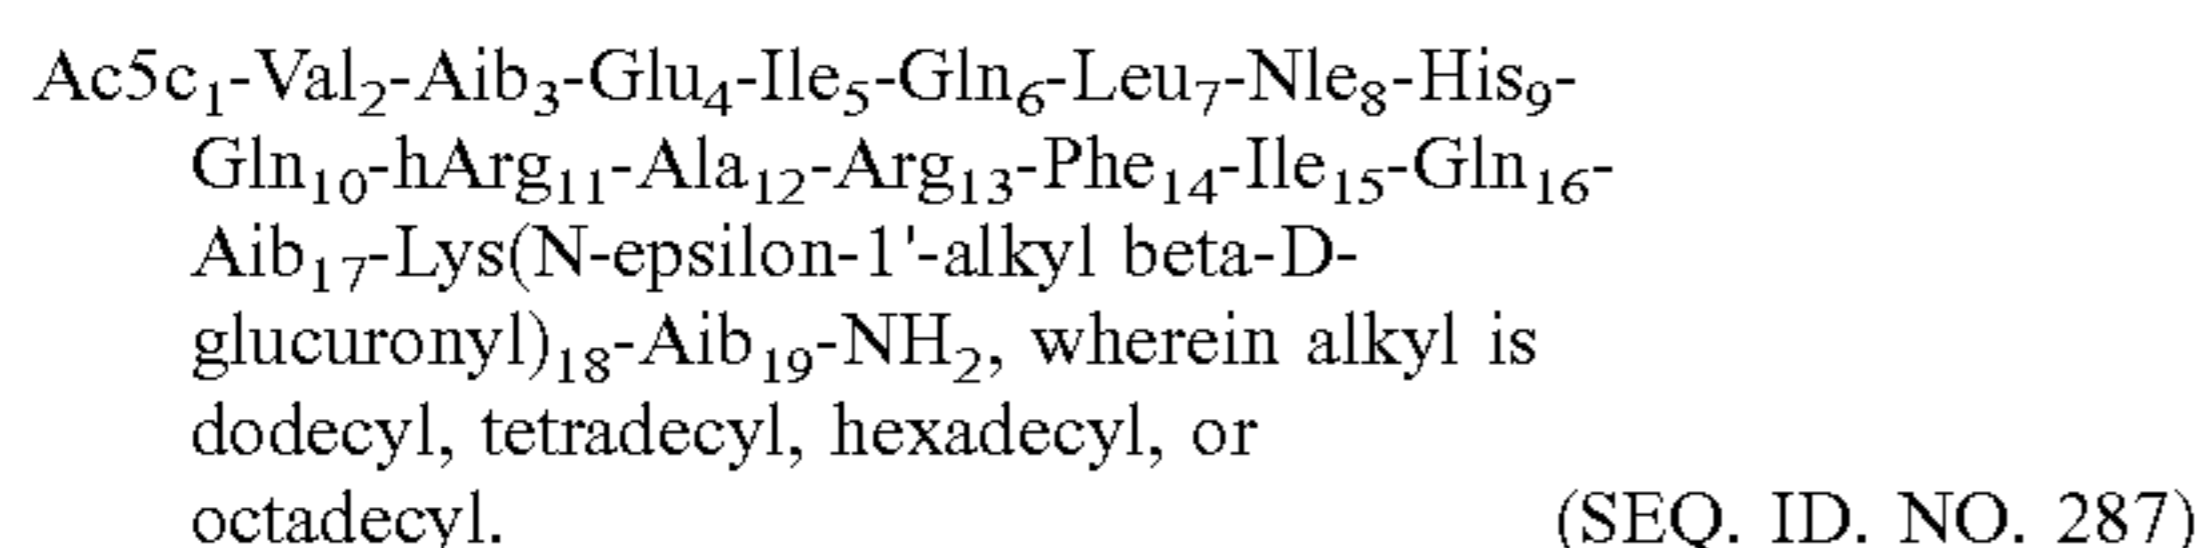 Ac5c₁-Val₂-Aib₃-Glu₄-Ile₅-Gln₆-Leu₇-Nle₈-His₉-
Gln₁₀-hArg₁₁-Ala₁₂-Arg₁₃-Phe₁₄-Ile₁₅-Gln₁₆-
Aib₁₇-Lys(N-epsilon-1'-alkyl beta-D-
glucuronyl)₁₈-Aib₁₉-NH₂, wherein alkyl is
dodecyl, tetradecyl, hexadecyl, or
octadecyl. (SEQ. ID. NO. 287)